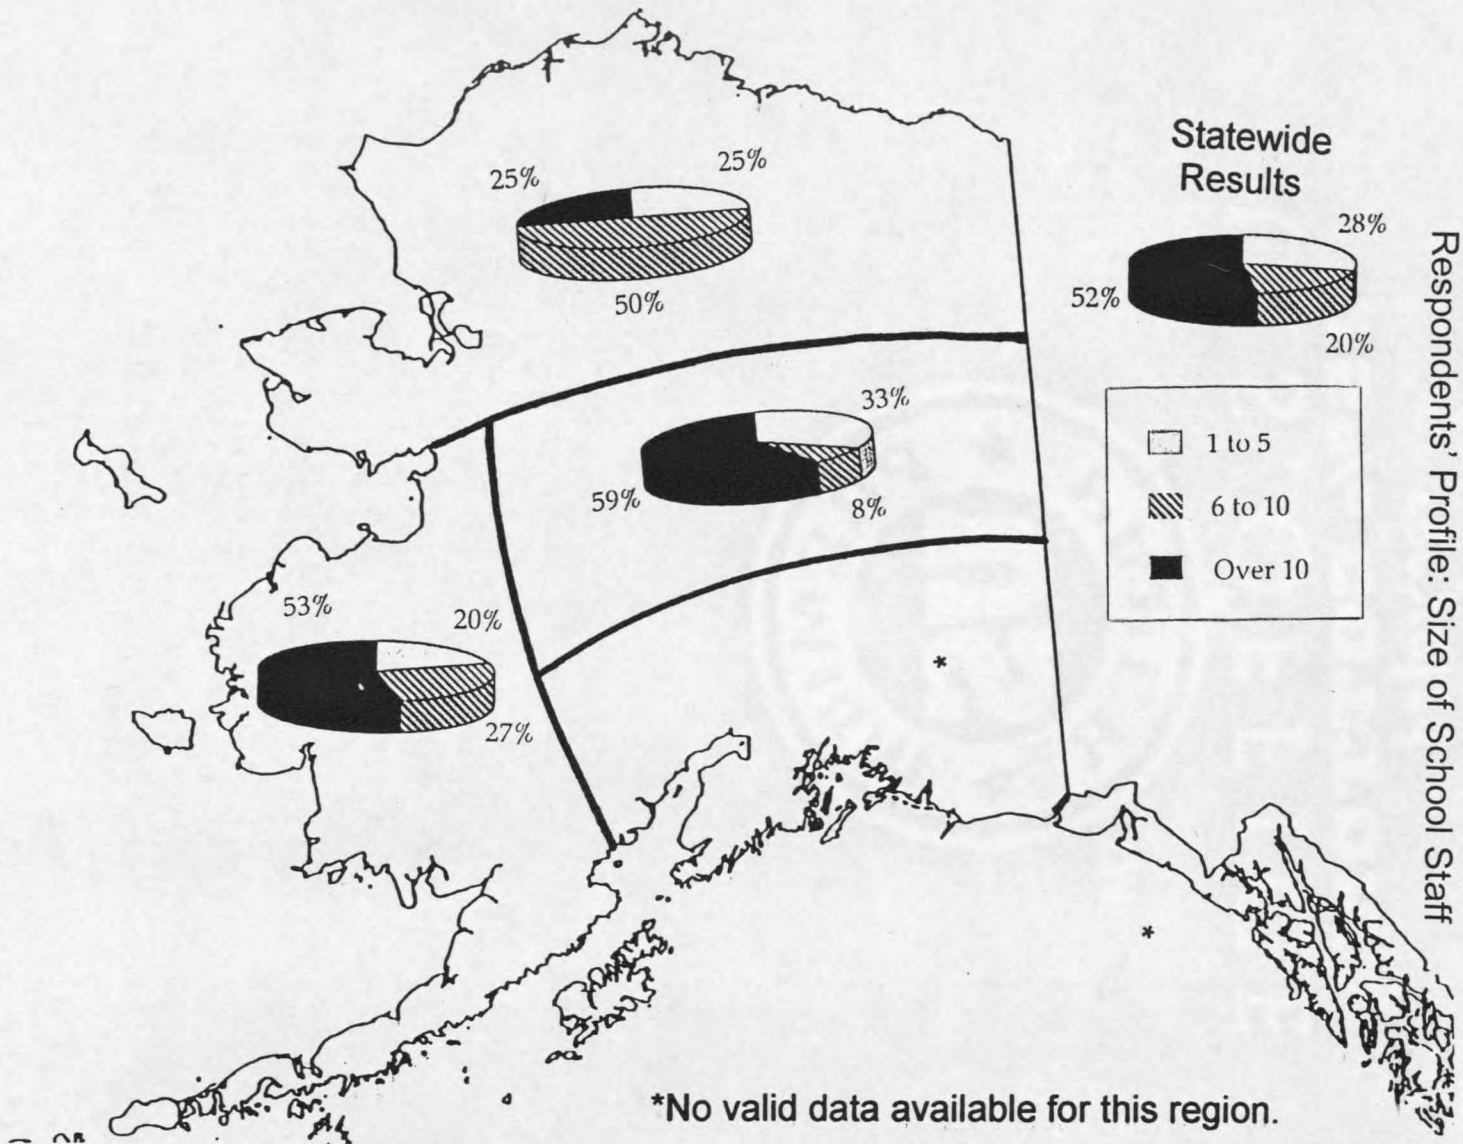 Respondents' Profile: Size of School Staff
Statewide
Results
28%
52%
20%
1 to 5
6 to 10
Over 10
25%
25%
50%
33%
59%
8%
53%
20%
27%
*
*
*No valid data available for this region.